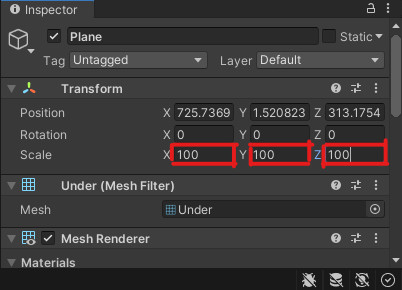 Inspector
Plane Static
Tag Untagged Layer Default
Transform
Position X 725.7369 Y 1.520823 Z 313.1754
Rotation X 0 Y 0 Z 0
Scale X 100 Y 100 Z 100
Under (Mesh Filter)
Mesh Under
Mesh Renderer
Materials